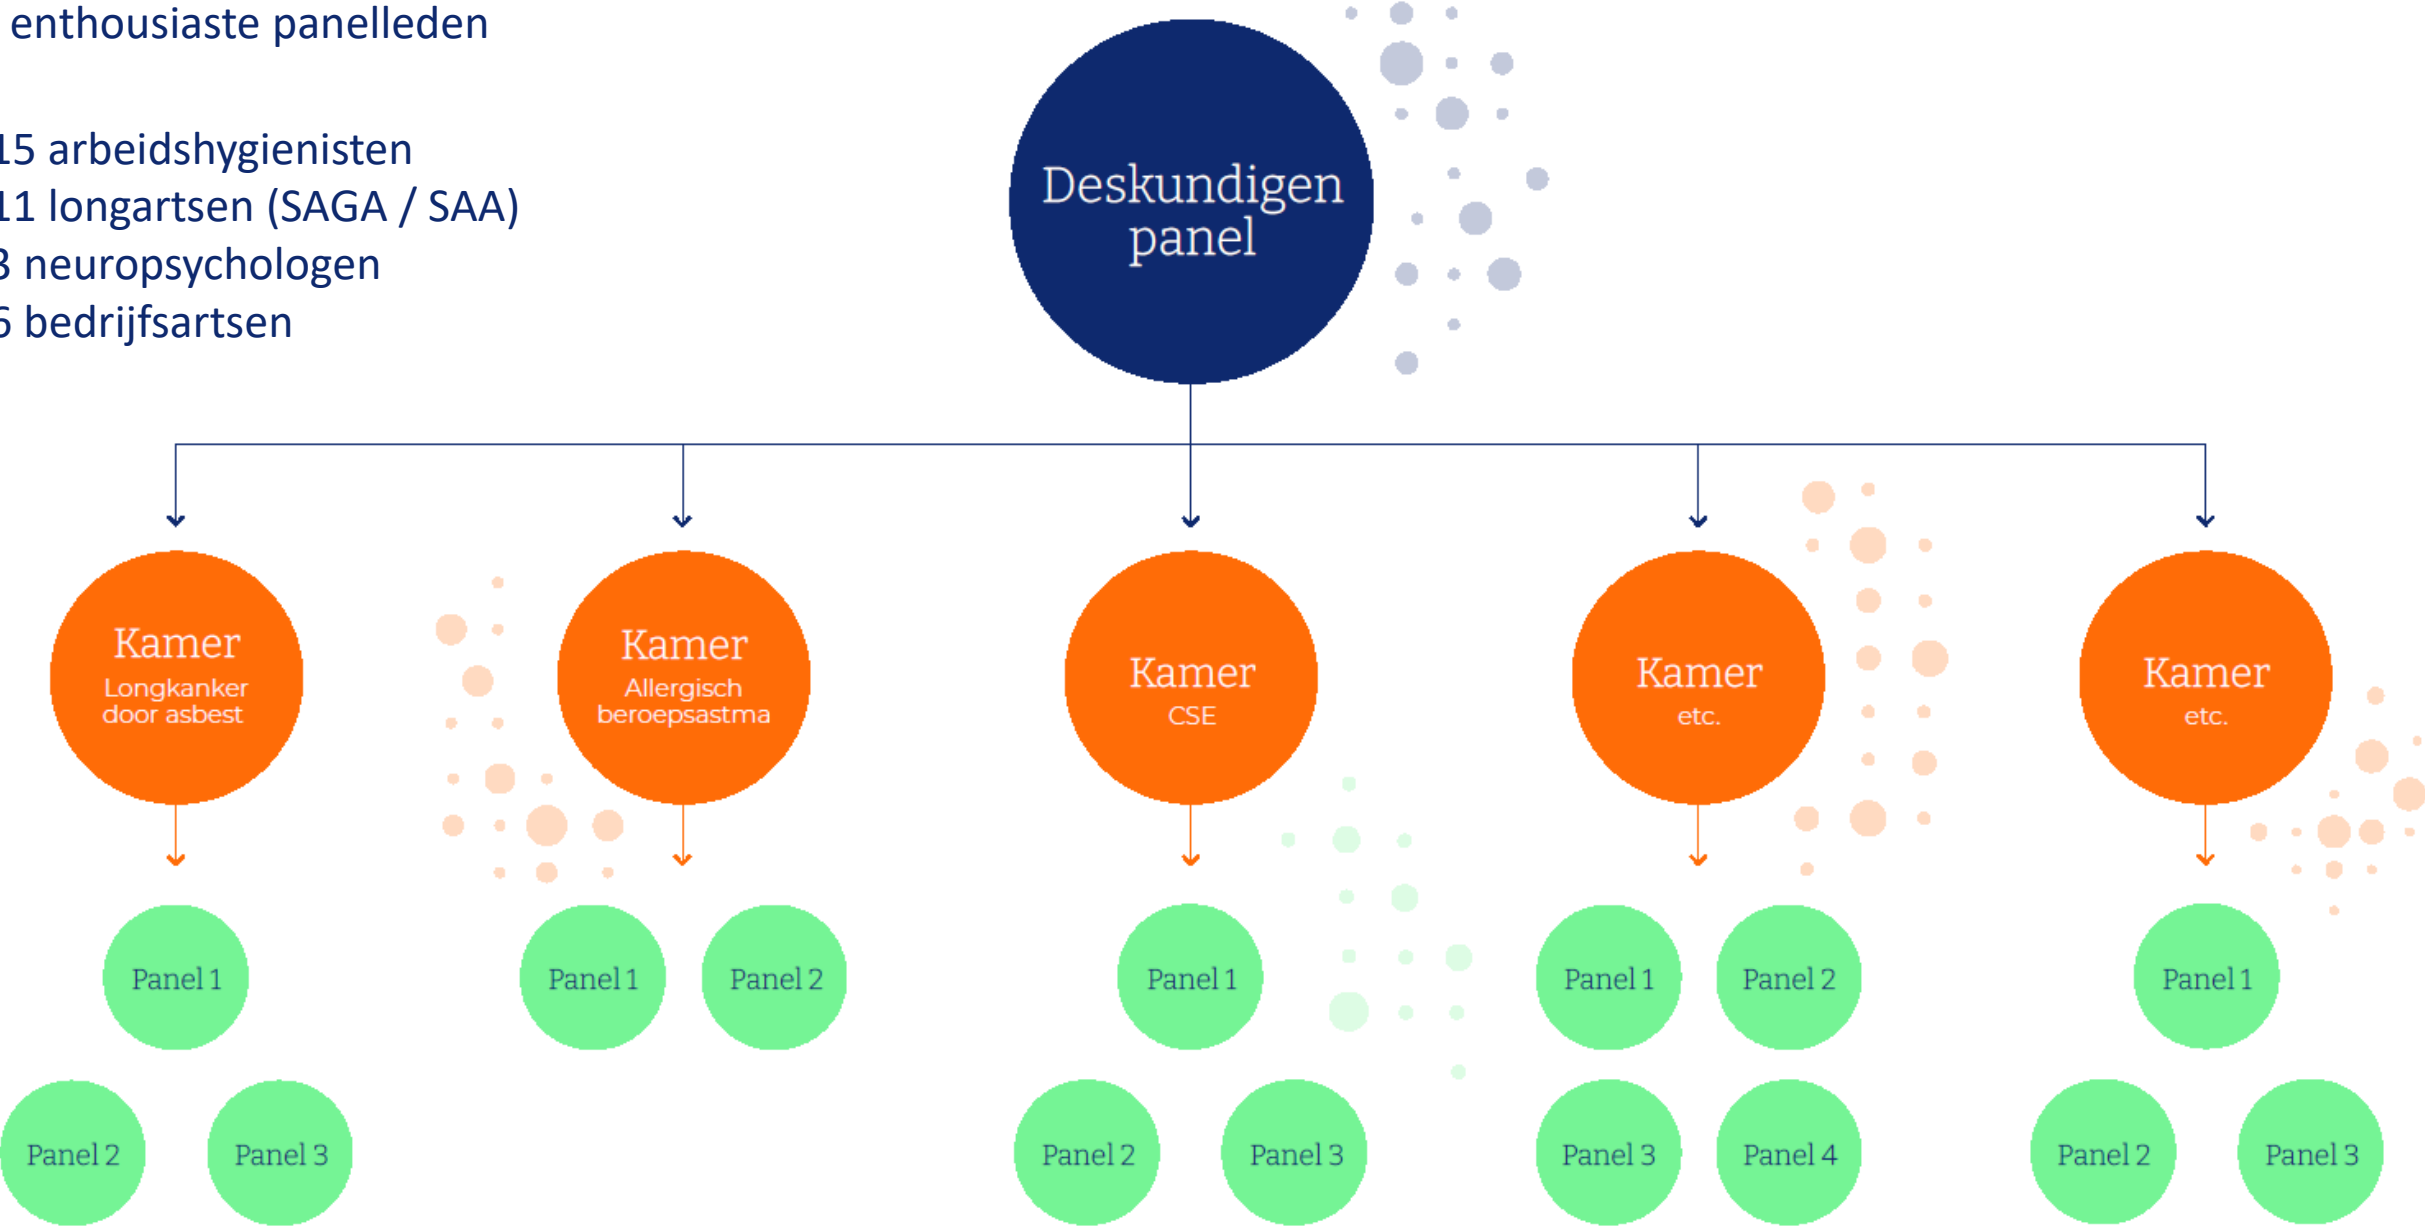 enthousiaste panelleden
15 arbeidshygienisten
11 longartsen (SAGA / SAA)
neuropsychologen
bedrijfsartsen
Deskundigen
panel
Kamer
Longkanker
door asbest
Kamer
Allergisch
beroepsastma
Kamer
CSE
Kamer
etc.
Kamer
etc.
Panel 1
Panel 2
Panel 3
Panel 1
Panel 2
Panel 1
Panel 2
Panel 3
Panel 1
Panel 2
Panel 3
Panel 4
Panel 1
Panel 2
Panel 3